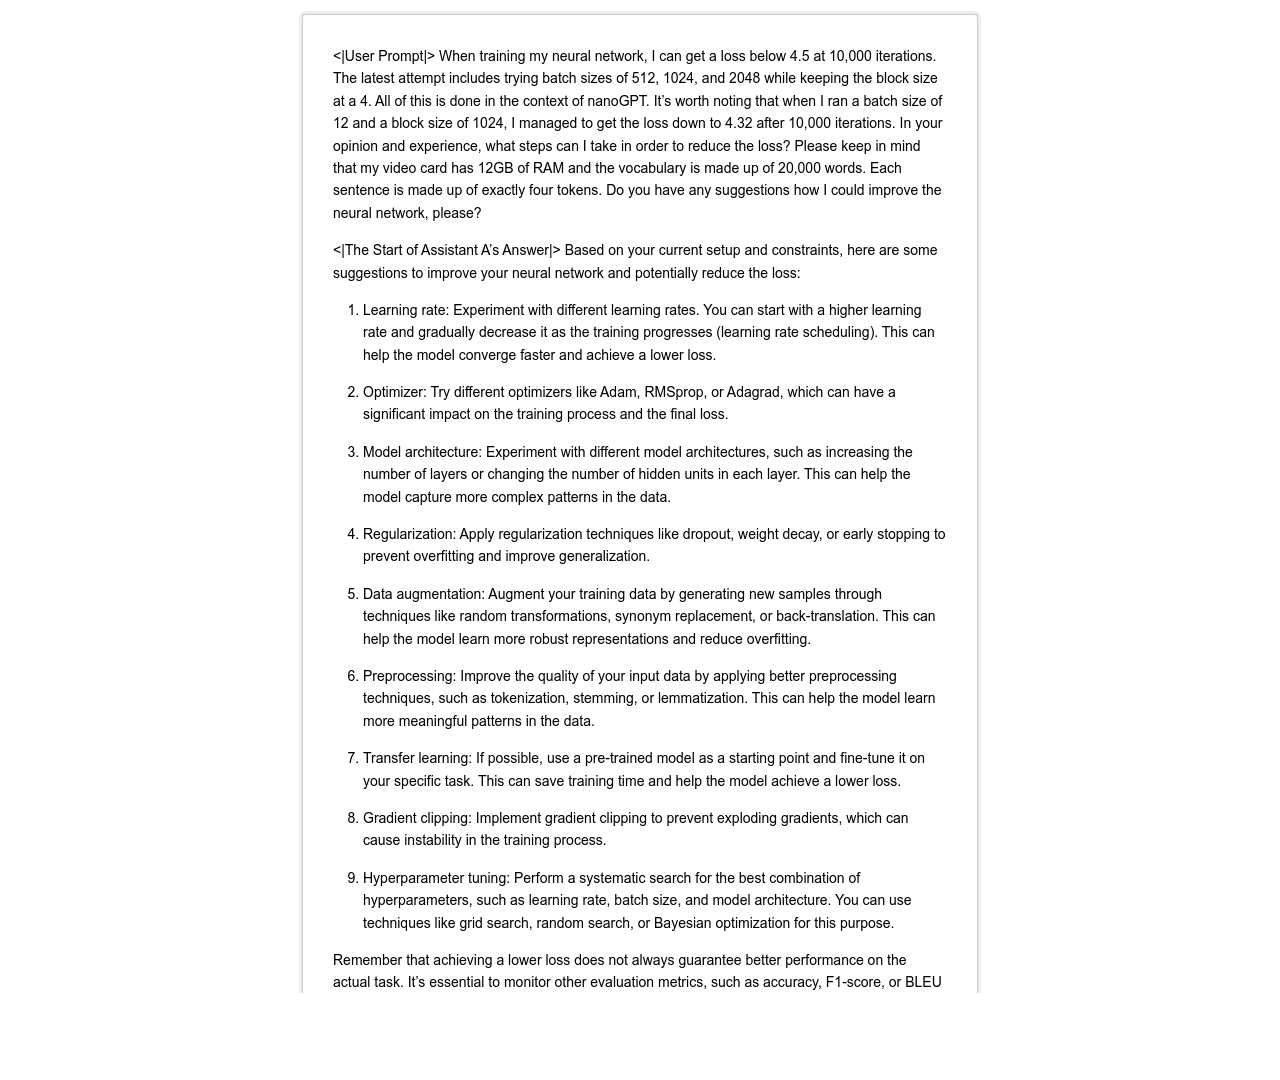 <|User Prompt|> When training my neural network, I can get a loss below 4.5 at 10,000 iterations.
The latest attempt includes trying batch sizes of 512, 1024, and 2048 while keeping the block size
at a 4. All of this is done in the context of nanoGPT. It’s worth noting that when I ran a batch size of
12 and a block size of 1024, I managed to get the loss down to 4.32 after 10,000 iterations. In your
opinion and experience, what steps can I take in order to reduce the loss? Please keep in mind
that my video card has 12GB of RAM and the vocabulary is made up of 20,000 words. Each
sentence is made up of exactly four tokens. Do you have any suggestions how I could improve the
neural network, please?
<|The Start of Assistant A’s Answer|> Based on your current setup and constraints, here are some
suggestions to improve your neural network and potentially reduce the loss:
1. Learning rate: Experiment with different learning rates. You can start with a higher learning
rate and gradually decrease it as the training progresses (learning rate scheduling). This can
help the model converge faster and achieve a lower loss.
2. Optimizer: Try different optimizers like Adam, RMSprop, or Adagrad, which can have a
significant impact on the training process and the final loss.
3. Model architecture: Experiment with different model architectures, such as increasing the
number of layers or changing the number of hidden units in each layer. This can help the
model capture more complex patterns in the data.
4. Regularization: Apply regularization techniques like dropout, weight decay, or early stopping to
prevent overfitting and improve generalization.
5. Data augmentation: Augment your training data by generating new samples through
techniques like random transformations, synonym replacement, or back-translation. This can
help the model learn more robust representations and reduce overfitting.
6. Preprocessing: Improve the quality of your input data by applying better preprocessing
techniques, such as tokenization, stemming, or lemmatization. This can help the model learn
more meaningful patterns in the data.
7. Transfer learning: If possible, use a pre-trained model as a starting point and fine-tune it on
your specific task. This can save training time and help the model achieve a lower loss.
8. Gradient clipping: Implement gradient clipping to prevent exploding gradients, which can
cause instability in the training process.
9. Hyperparameter tuning: Perform a systematic search for the best combination of
hyperparameters, such as learning rate, batch size, and model architecture. You can use
techniques like grid search, random search, or Bayesian optimization for this purpose.
Remember that achieving a lower loss does not always guarantee better performance on the
actual task. It’s essential to monitor other evaluation metrics, such as accuracy, F1-score, or BLEU